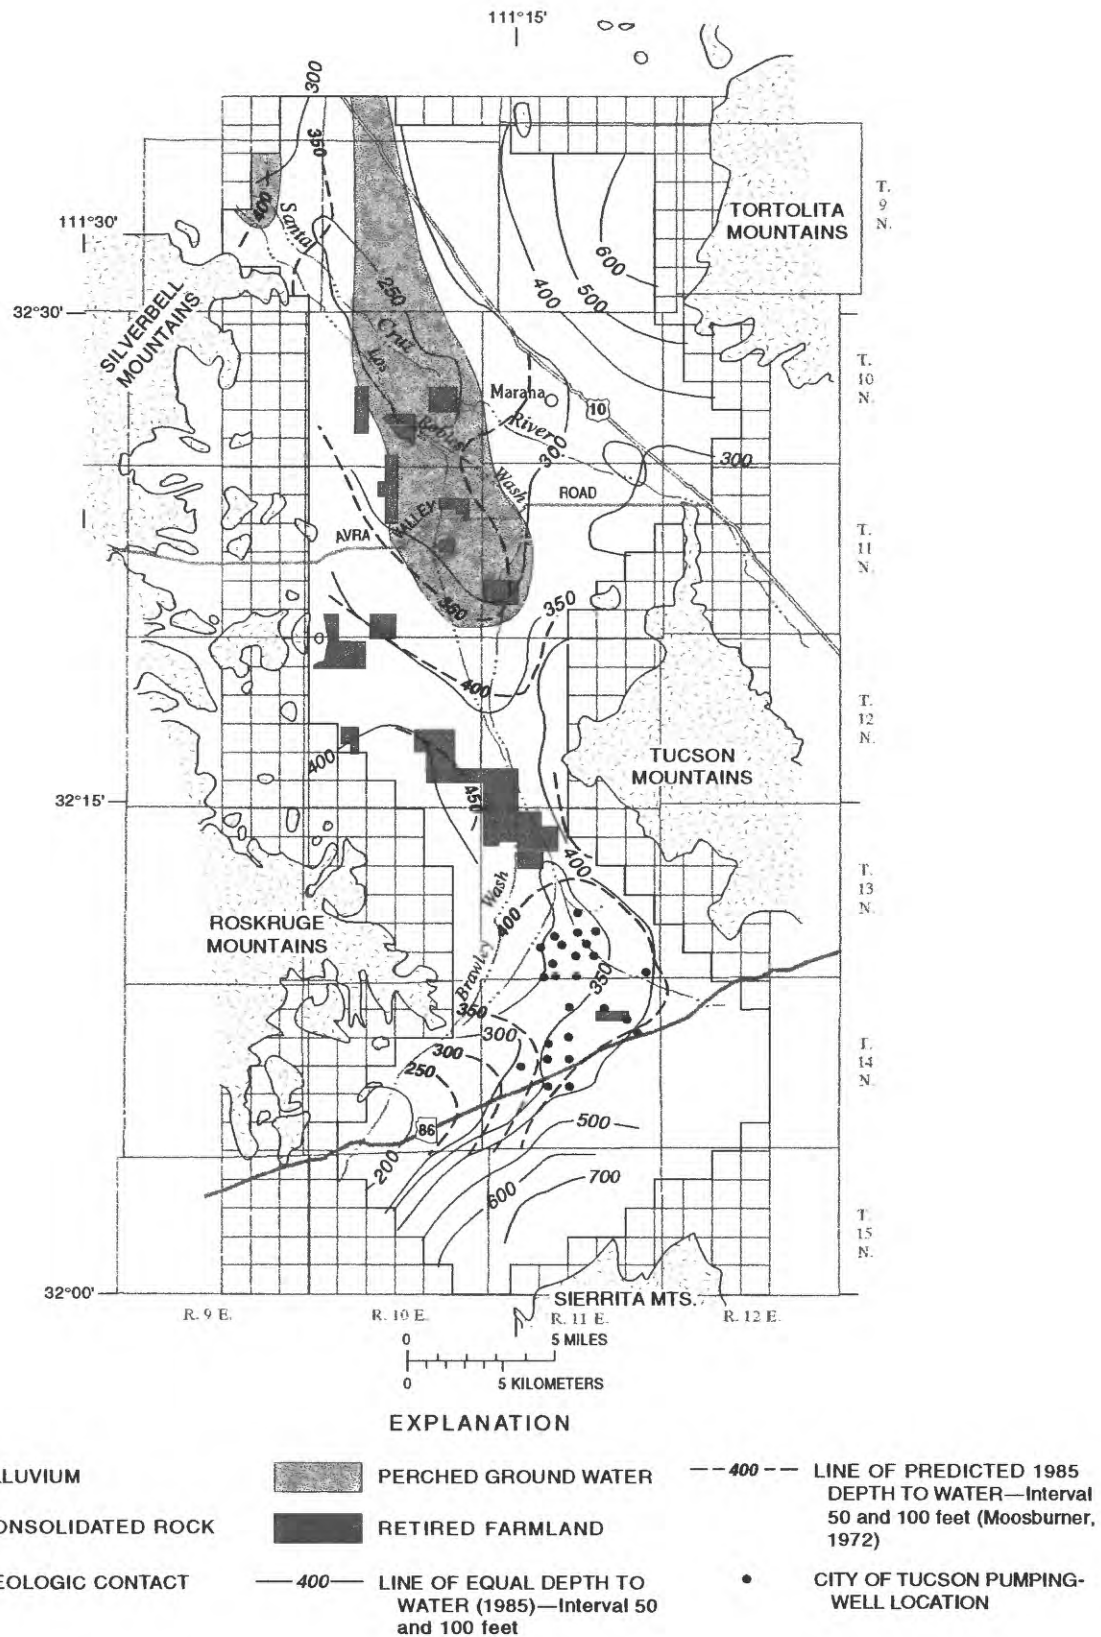 111°15'
300
350
400
111°30'
Santa
TORTOLITA
MOUNTAINS
T.
9
N.
600
500
400
250
32°30'
SILVERBELL
MOUNTAINS
Cruz
Los
Robles
Marana
River
10
T.
10
N.
300
Wash
ROAD
AVRA
VALLEY
T.
11
N.
350
350
400
T.
12
N.
TUCSON
MOUNTAINS
400
450
32°15'
400
T.
13
N.
ROSKRUGE
MOUNTAINS
Brawley
Wash
400
350
350
300
300
250
T.
14
N.
86
200
500
600
700
T.
15
N.
32°00'
SIERRITA MTS.
R. 9 E.
R. 10 E.
R. 11 E.
R. 12 E.
0
5 MILES
0
5 KILOMETERS
EXPLANATION
LLUVIUM
PERCHED GROUND WATER
400
LINE OF PREDICTED 1985
DEPTH TO WATER—Interval
50 and 100 feet (Moosburner,
1972)
ONSOLIDATED ROCK
RETIRED FARMLAND
EOLOGIC CONTACT
400
LINE OF EQUAL DEPTH TO
WATER (1985)—Interval 50
and 100 feet
CITY OF TUCSON PUMPING-
WELL LOCATION